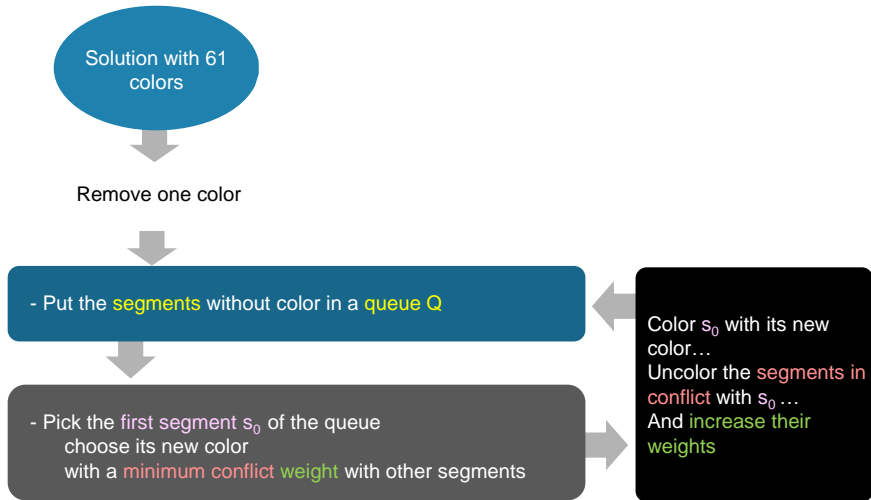 Solution with 61
colors
Remove one color
- Put the segments without color in a queue Q
- Pick the first segment s₀ of the queue
choose its new color
with a minimum conflict weight with other segments
Color s₀ with its new
color…
Uncolor the segments in
conflict with s₀ …
And increase their
weights